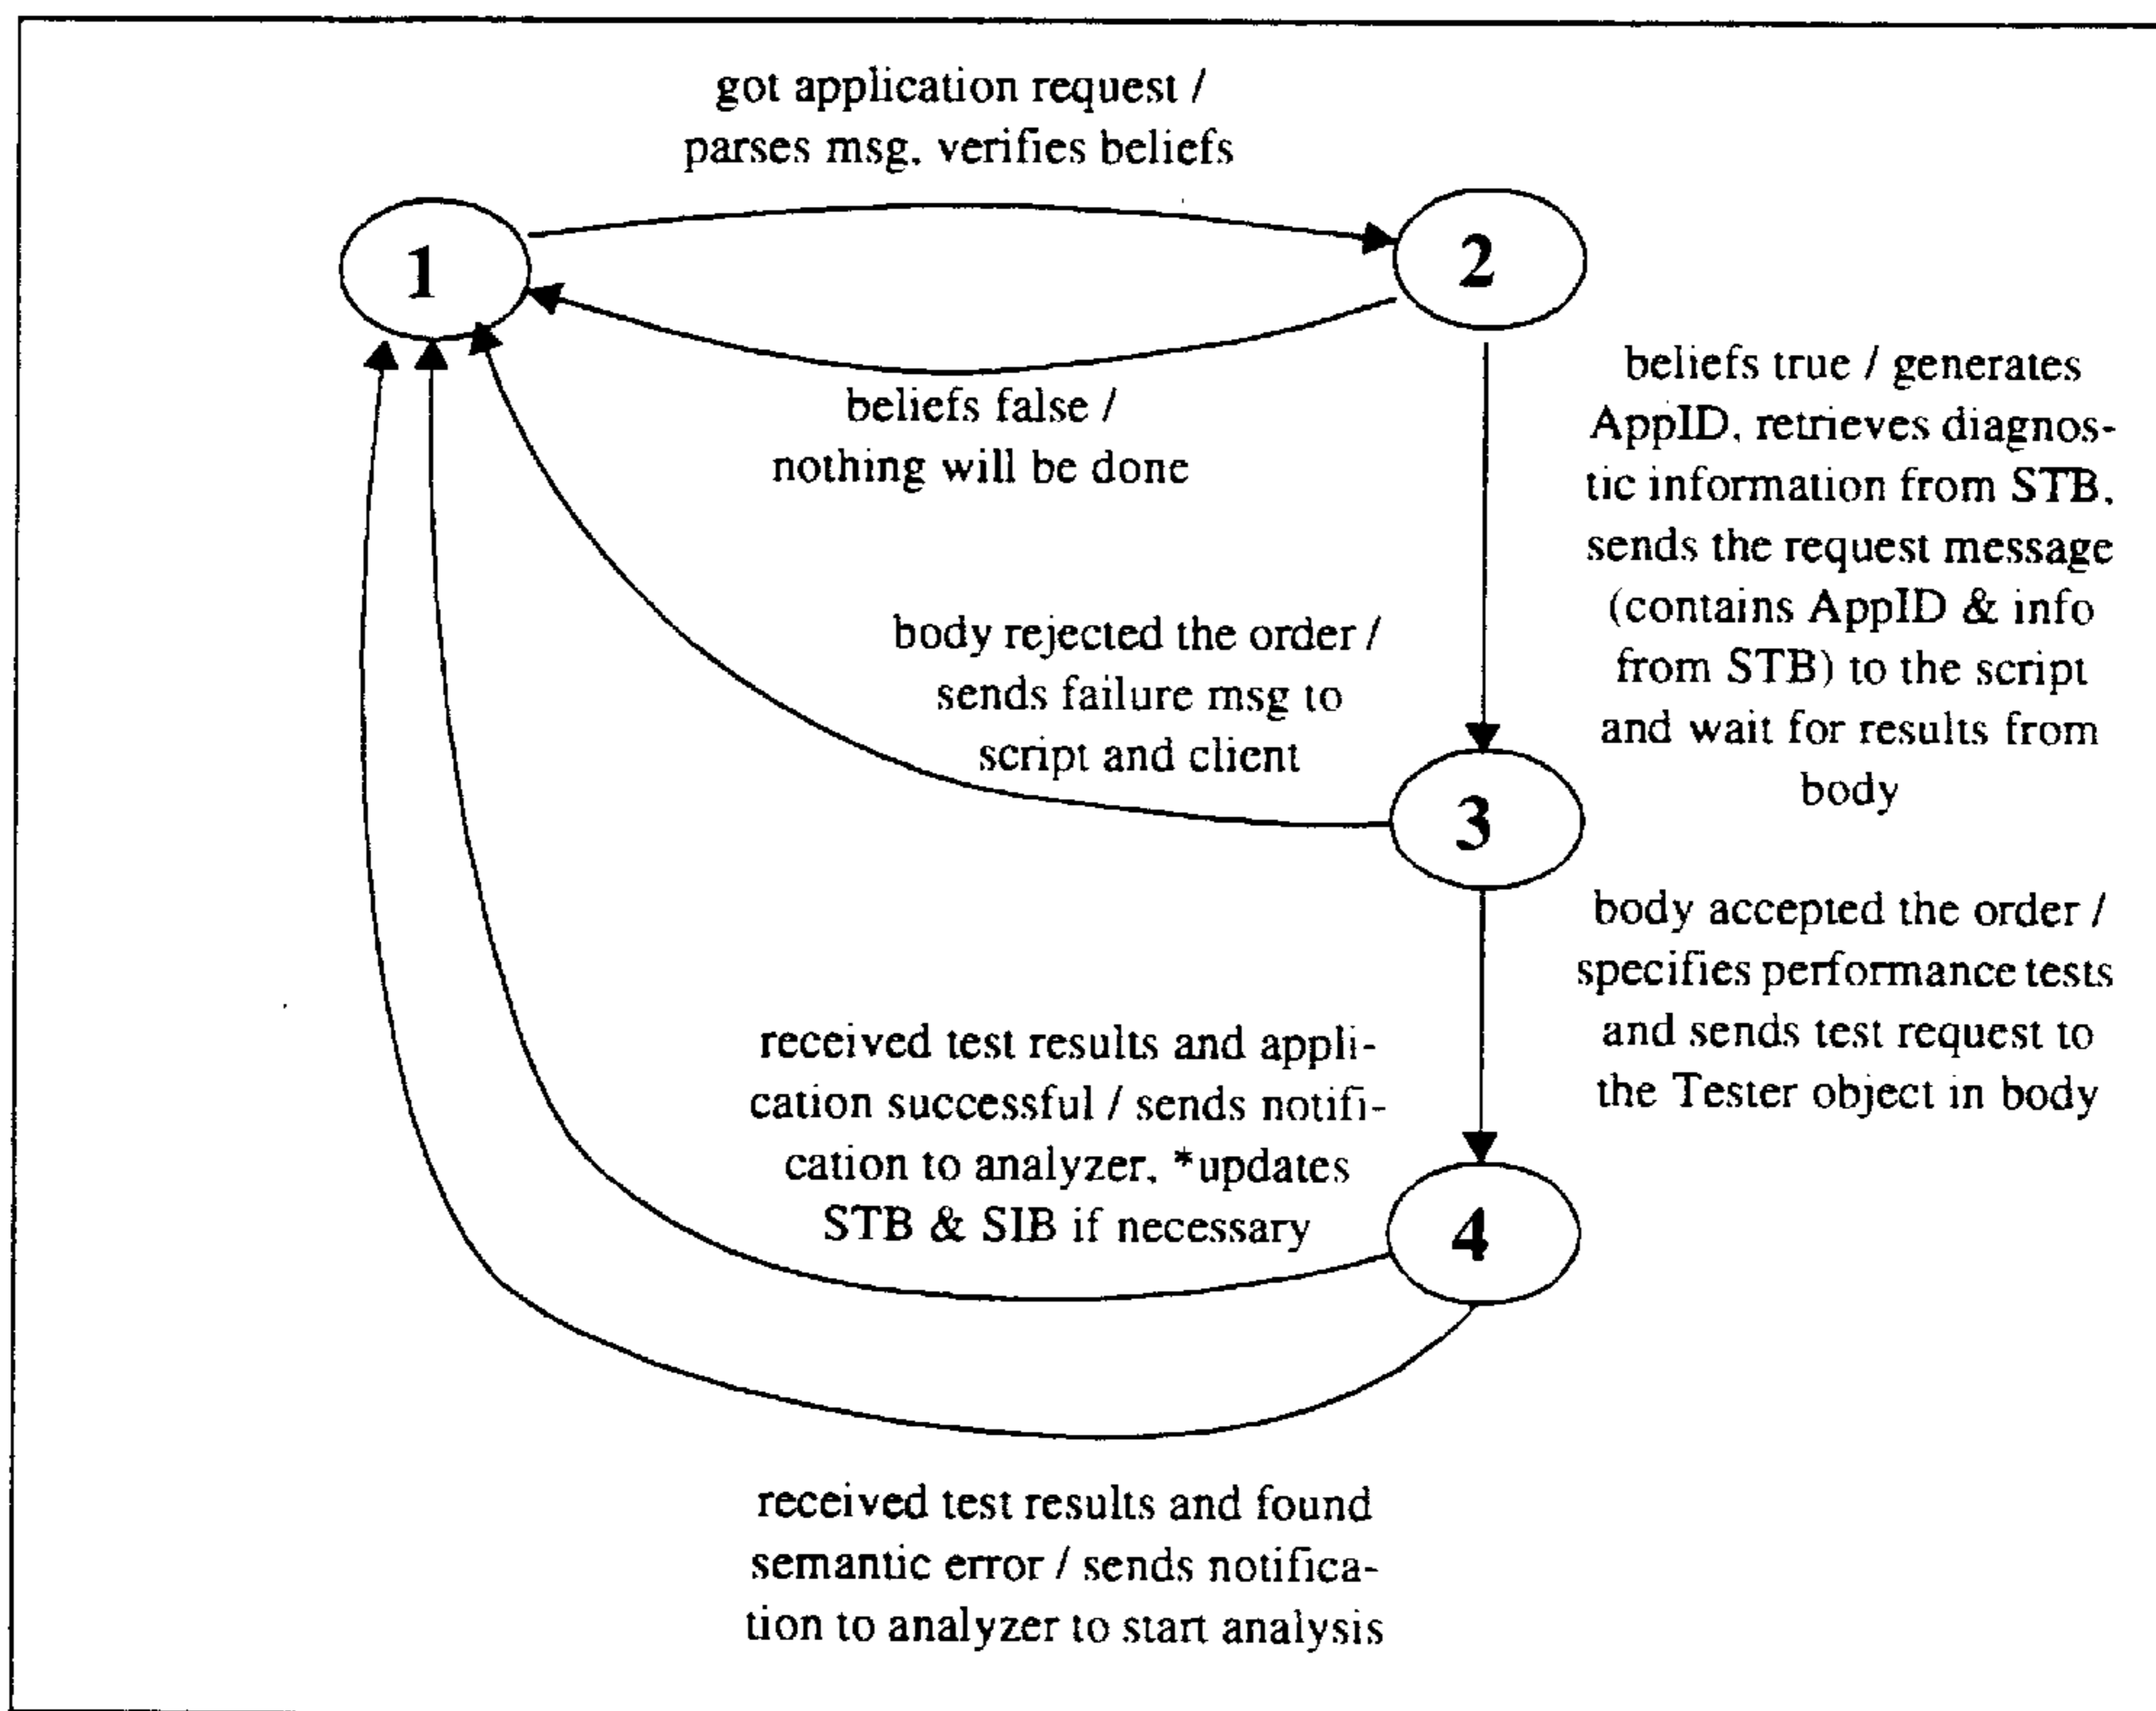 got application request /
parses msg, verifies beliefs
1
2
beliefs false /
nothing will be done
beliefs true / generates
AppID, retrieves diagnos-
tic information from STB,
sends the request message
(contains AppID & info
from STB) to the script
and wait for results from
body
body rejected the order /
sends failure msg to
script and client
3
body accepted the order /
specifies performance tests
and sends test request to
the Tester object in body
received test results and appli-
cation successful / sends notifi-
cation to analyzer, *updates
STB & SIB if necessary
4
received test results and found
semantic error / sends notifica-
tion to analyzer to start analysis